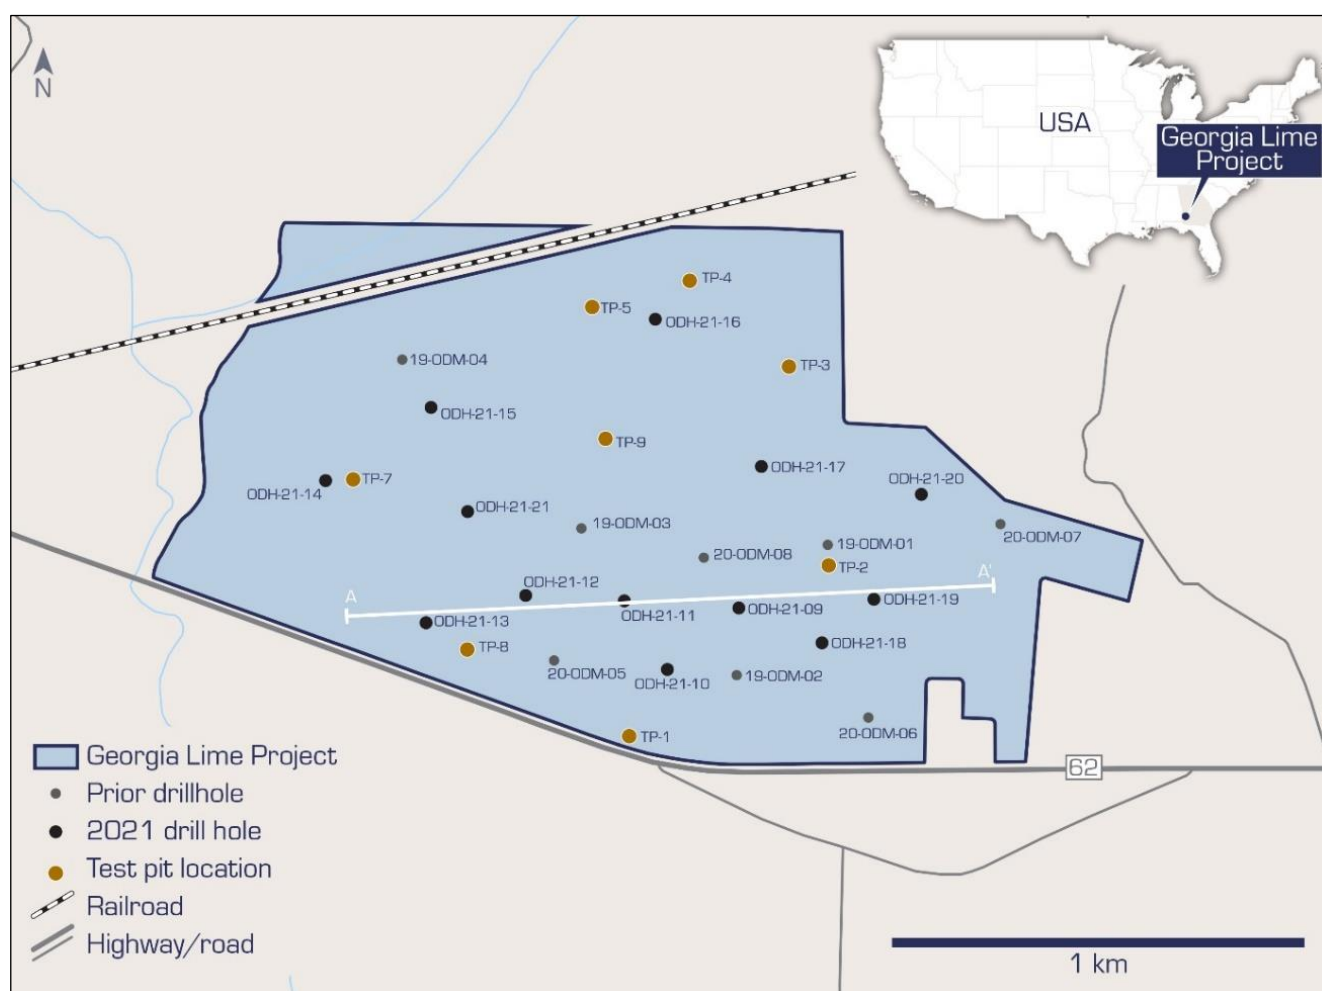 N
USA
Georgia Lime
Project
TP-4
TP-5
ODH-21-16
19-ODM-04
TP-3
ODH-21-15
TP-9
ODH-21-17
TP-7
ODH-21-14
ODH-21-20
ODH-21-21
19-ODM-03
20-ODM-07
19-ODM-01
20-ODM-08
TP-2
A'
ODH-21-12
A
ODH-21-19
ODH-21-11
ODH-21-09
ODH-21-13
ODH-21-18
TP-8
20-ODM-05
ODH-21-10
19-ODM-02
20-ODM-06
TP-1
62
Georgia Lime Project
Prior drillhole
2021 drill hole
Test pit location
Railroad
Highway/road
1 km